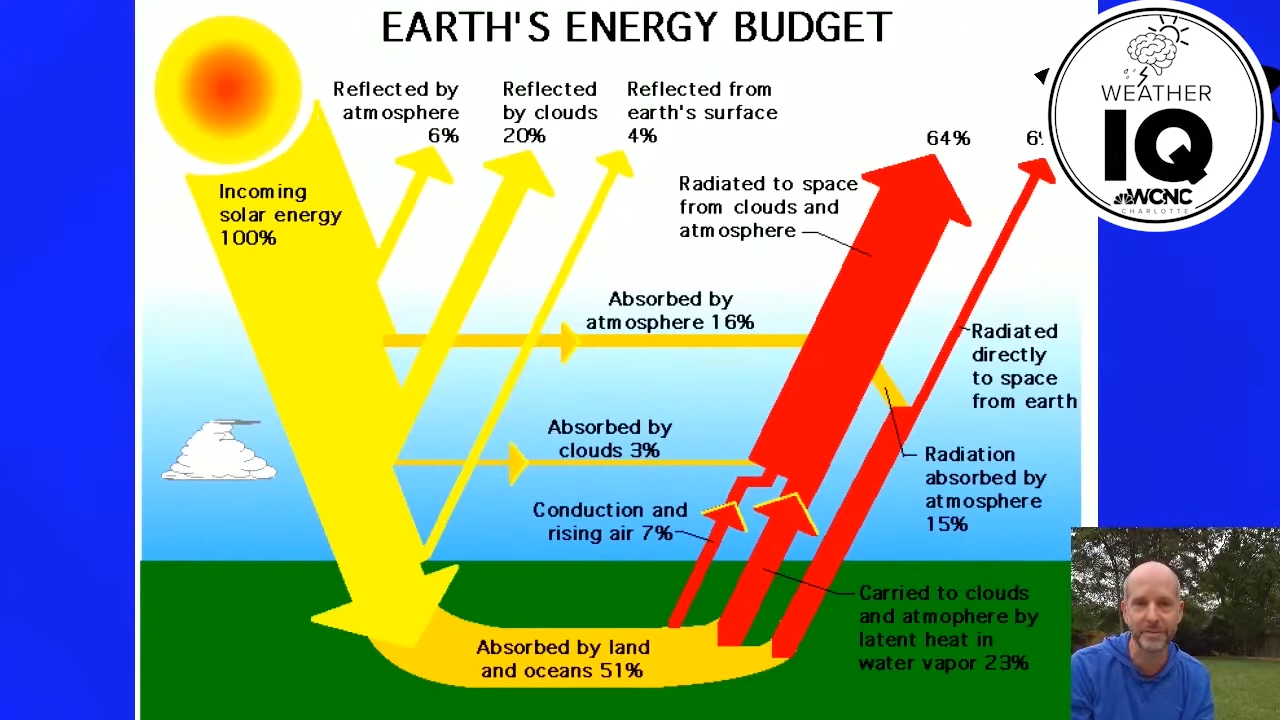 EARTH'S ENERGY BUDGET
Reflected by
atmosphere
6%
Reflected
by clouds
20%
Reflected from
earth's surface
4%
64%
WEATHER
IQ
WCNC
CHARLOTTE
Incoming
solar energy
100%
Radiated to space
from clouds and
atmosphere
Absorbed by
atmosphere 16%
Radiated
directly
to space
from earth
Absorbed by
clouds 3%
Radiation
absorbed by
atmosphere
15%
Conduction and
rising air 7%
Carried to clouds
and atmophere by
latent heat in
water vapor 23%
Absorbed by land
and oceans 51%